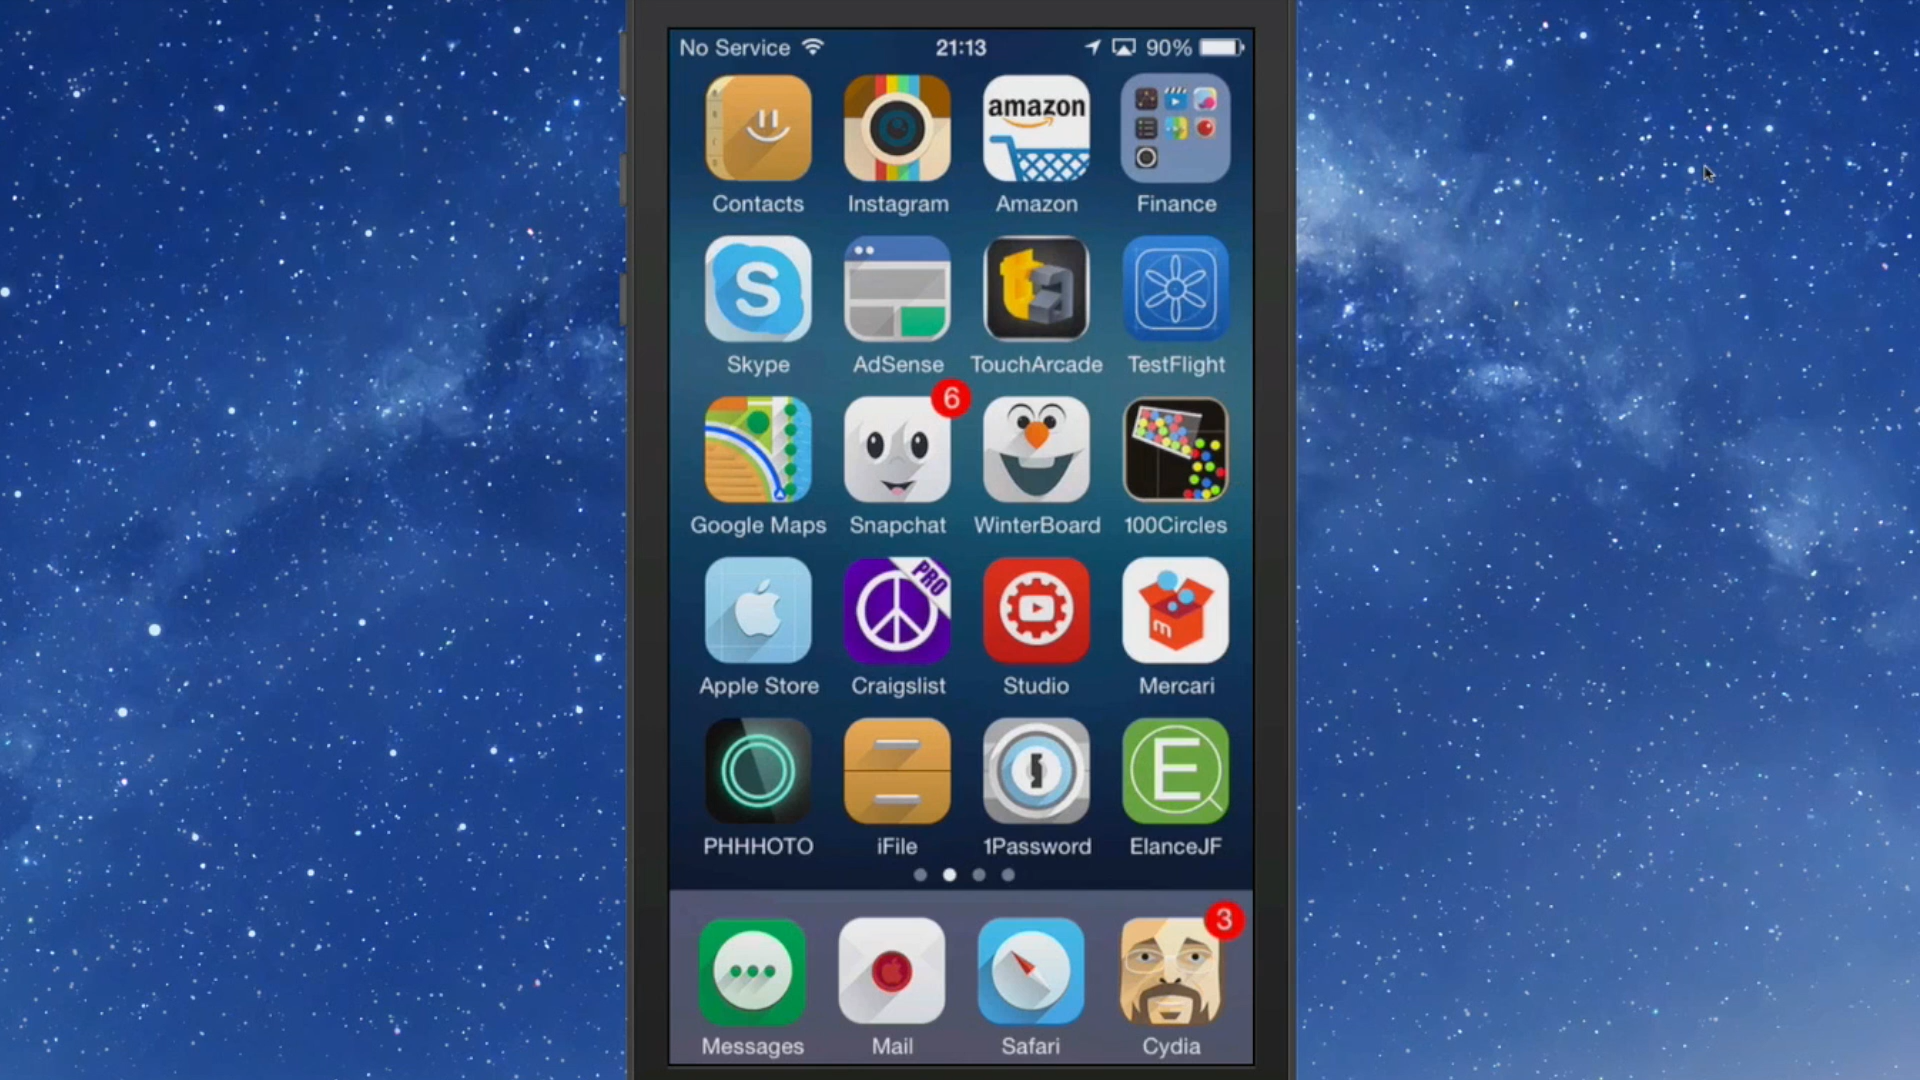 No Service 21:13 90%
amazon
Contacts Instagram Amazon Finance
S t a
Skype AdSense TouchArcade TestFlight
6
Google Maps Snapchat WinterBoard 100Circles
PRO
m
Apple Store Craigslist Studio Mercari
E
PHHHOTO iFile 1Password ElanceJF
3
Messages Mail Safari Cydia